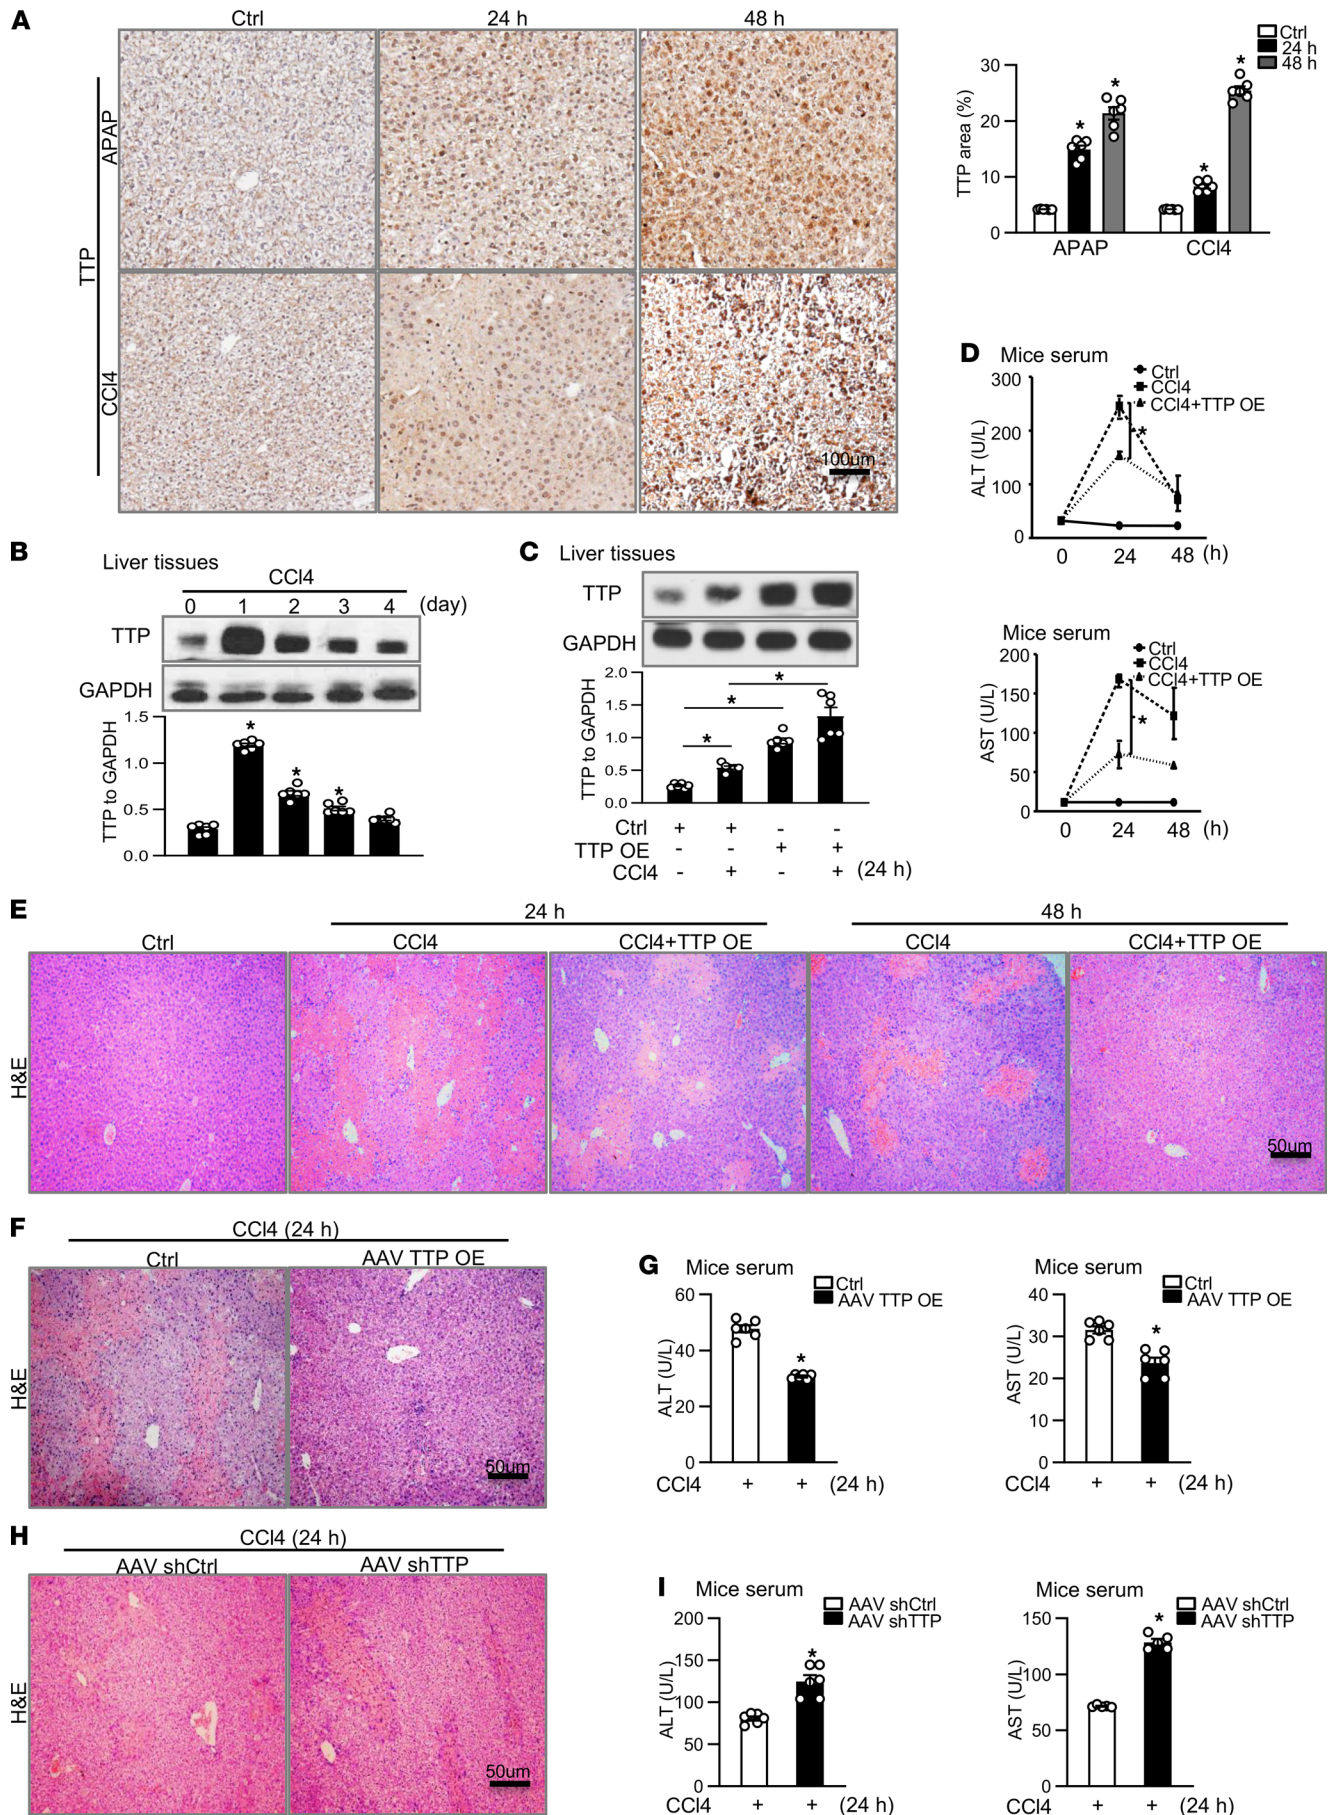 A
Ctrl
24 h
48 h
TTP
APAP
CCl4
100um
Ctrl
24 h
48 h
TTP area (%)
30
20
10
0
APAP
CCl4
B
Liver tissues
CCl4
0 1 2 3 4 (day)
TTP
GAPDH
TTP to GAPDH
1.5
1.0
0.5
0.0
* * *
C
Liver tissues
TTP
GAPDH
TTP to GAPDH
2.0
1.5
1.0
0.5
0.0
* * *
Ctrl + + - -
TTP OE - - + +
CCl4 - + - + (24 h)
D
Mice serum
Ctrl
CCl4
CCl4+TTP OE
ALT (U/L)
300
200
100
0
*
0 24 48 (h)
Mice serum
Ctrl
CCl4
CCl4+TTP OE
AST (U/L)
200
150
100
50
0
*
0 24 48 (h)
E
24 h
48 h
Ctrl
CCl4
CCl4+TTP OE
CCl4
CCl4+TTP OE
H&E
50um
F
CCl4 (24 h)
Ctrl
AAV TTP OE
H&E
50um
G
Mice serum
Ctrl
AAV TTP OE
ALT (U/L)
60
40
20
0
*
CCl4 + + (24 h)
Mice serum
Ctrl
AAV TTP OE
AST (U/L)
40
30
20
10
0
*
CCl4 + + (24 h)
H
CCl4 (24 h)
AAV shCtrl
AAV shTTP
H&E
50um
I
Mice serum
AAV shCtrl
AAV shTTP
ALT (U/L)
200
150
100
50
0
*
CCl4 + + (24 h)
Mice serum
AAV shCtrl
AAV shTTP
AST (U/L)
150
100
50
0
*
CCl4 + + (24 h)